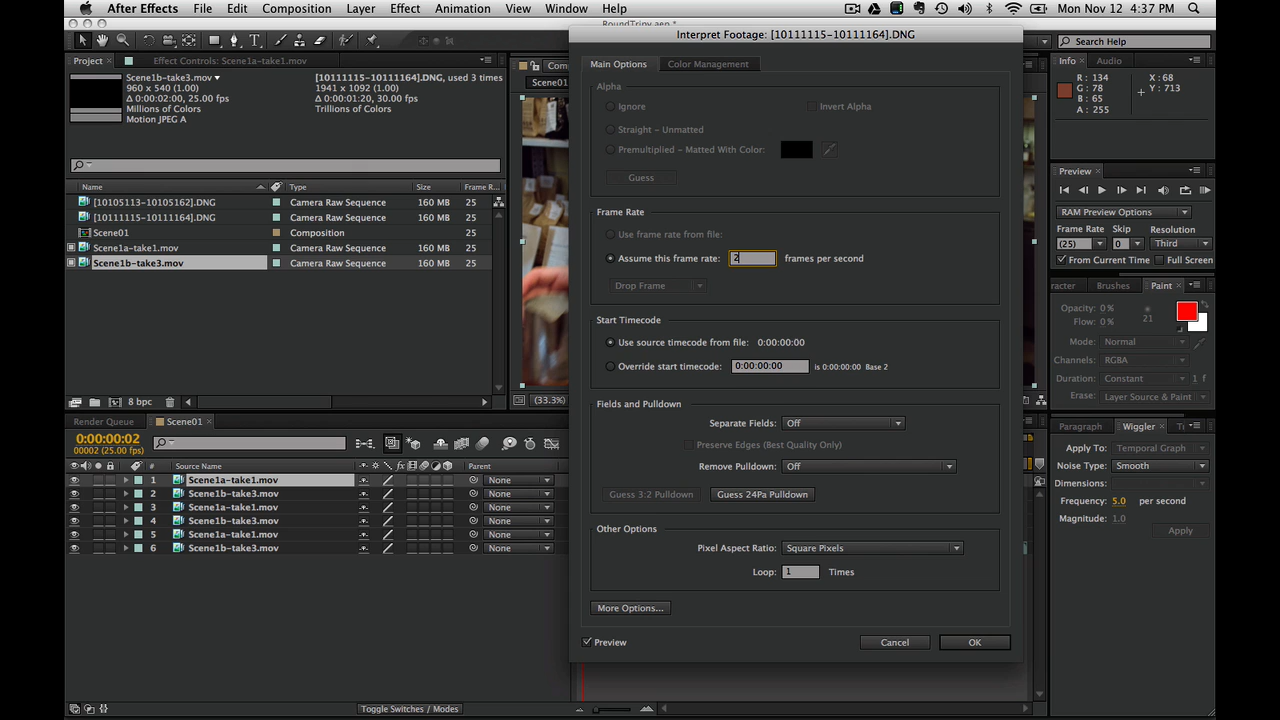 After Effects File Edit Composition Layer Effect Animation View Window Help Mon Nov 12 4:37 PM
Interpret Footage: [10111115-10111164].DNG
Search Help
Project × Effect Controls: Scene1a-take1.mov
Scene1b-take3.mov
960 x 540 (1.00)
Δ 0:00:02:00, 25.00 fps
Millions of Colors
Motion JPEG A
[10111115-10111164].DNG, used 3 times
1941 x 1092 (1.00)
Δ 0:00:01:20, 30.00 fps
Name Type Size Frame R...
[10105113-10105162].DNG Camera Raw Sequence 160 MB 25
[10111115-10111164].DNG Camera Raw Sequence 160 MB 25
Scene01 Composition 25
Scene1a-take1.mov Camera Raw Sequence 160 MB 25
Scene1b-take3.mov Camera Raw Sequence 160 MB 25
8 bpc
Scene01
(33.3%)
Main Options Color Management
Alpha
Ignore Invert Alpha
Straight - Unmatted
Premultiplied - Matted With Color:
Guess
Frame Rate
Use frame rate from file:
Assume this frame rate: 2 frames per second
Drop Frame
Start Timecode
Use source timecode from file: 0:00:00:00
Override start timecode: 0:00:00:00 is 0:00:00:00 Base 2
Fields and Pulldown
Separate Fields: Off
Preserve Edges (Best Quality Only)
Remove Pulldown: Off
Guess 3:2 Pulldown Guess 24Pa Pulldown
Other Options
Pixel Aspect Ratio: Square Pixels
Loop: 1 Times
More Options...
Preview Cancel OK
Info × Audio
R : 134
G : 78
B : 65
A : 255
X : 68
Y : 713
Preview ×
RAM Preview Options
Frame Rate Skip Resolution
(25) 0 Third
From Current Time Full Screen
racter Brushes Paint ×
Opacity: 0 %
Flow: 0 %
21
Mode: Normal
Channels: RGBA
Duration: Constant 1 f
Erase: Layer Source & Paint
Paragraph Wiggler ×
Apply To: Temporal Graph
Noise Type: Smooth
Dimensions:
Frequency: 5.0 per second
Magnitude: 1.0
Apply
Render Queue Scene01 ×
0:00:00:02
00002 (25.00 fps)
# Source Name Parent
1 Scene1a-take1.mov None
2 Scene1b-take3.mov None
3 Scene1a-take1.mov None
4 Scene1b-take3.mov None
5 Scene1a-take1.mov None
6 Scene1b-take3.mov None
Toggle Switches / Modes